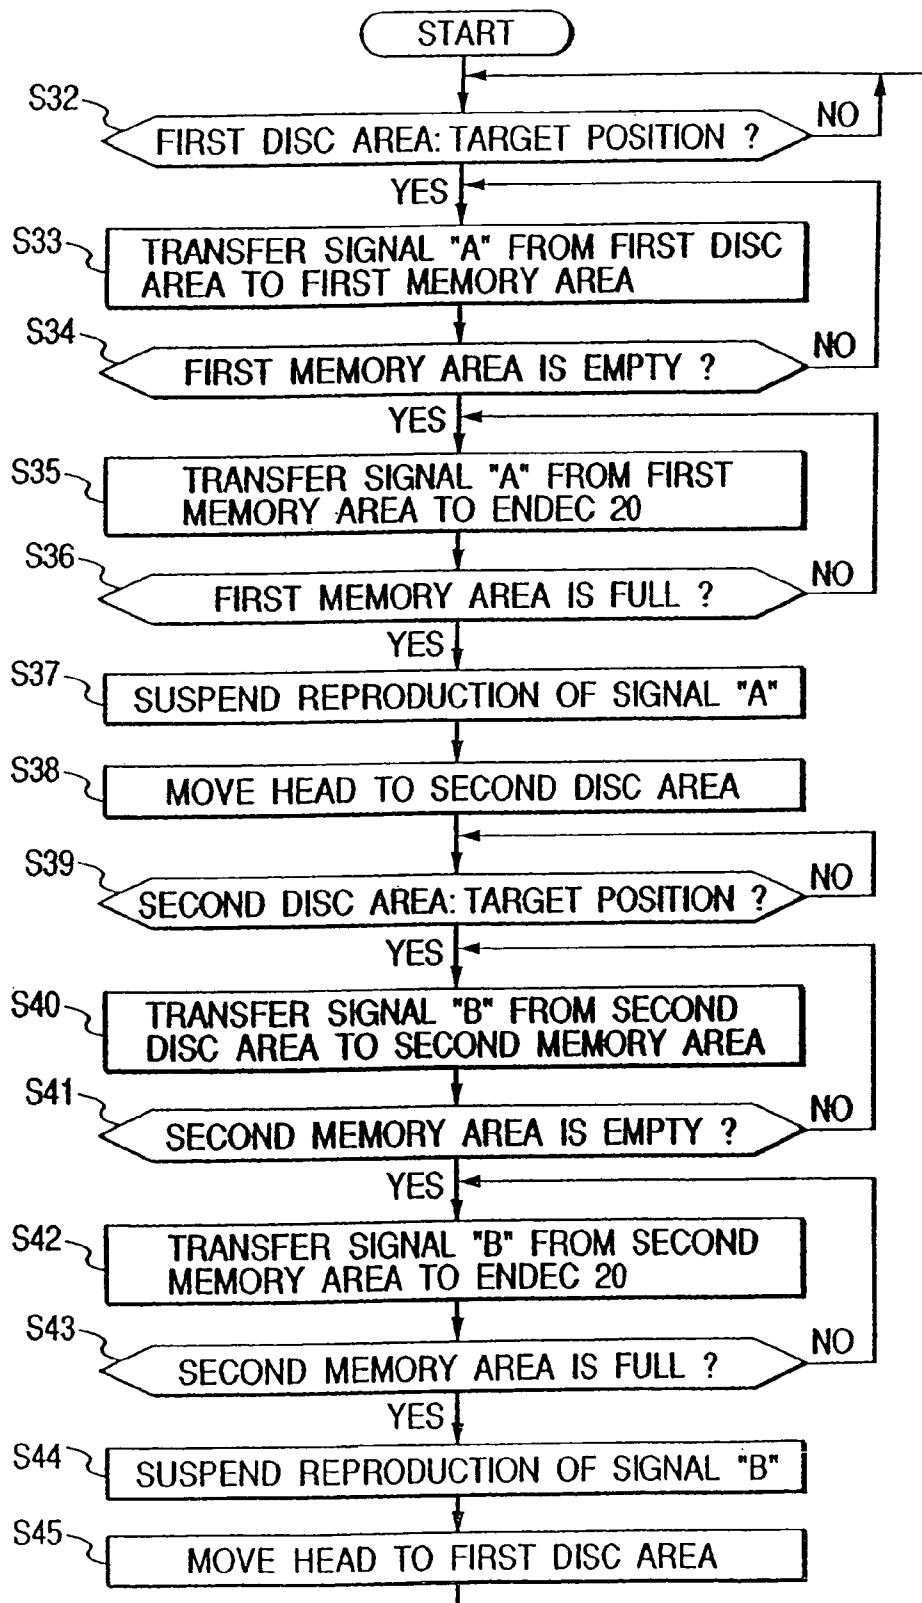 START
S32
FIRST DISC AREA: TARGET POSITION ?
NO
YES
S33
TRANSFER SIGNAL "A" FROM FIRST DISC
AREA TO FIRST MEMORY AREA
S34
FIRST MEMORY AREA IS EMPTY ?
NO
YES
S35
TRANSFER SIGNAL "A" FROM FIRST
MEMORY AREA TO ENDEC 20
S36
FIRST MEMORY AREA IS FULL ?
NO
YES
S37
SUSPEND REPRODUCTION OF SIGNAL "A"
S38
MOVE HEAD TO SECOND DISC AREA
S39
SECOND DISC AREA: TARGET POSITION ?
NO
YES
S40
TRANSFER SIGNAL "B" FROM SECOND
DISC AREA TO SECOND MEMORY AREA
S41
SECOND MEMORY AREA IS EMPTY ?
NO
YES
S42
TRANSFER SIGNAL "B" FROM SECOND
MEMORY AREA TO ENDEC 20
S43
SECOND MEMORY AREA IS FULL ?
NO
YES
S44
SUSPEND REPRODUCTION OF SIGNAL "B"
S45
MOVE HEAD TO FIRST DISC AREA